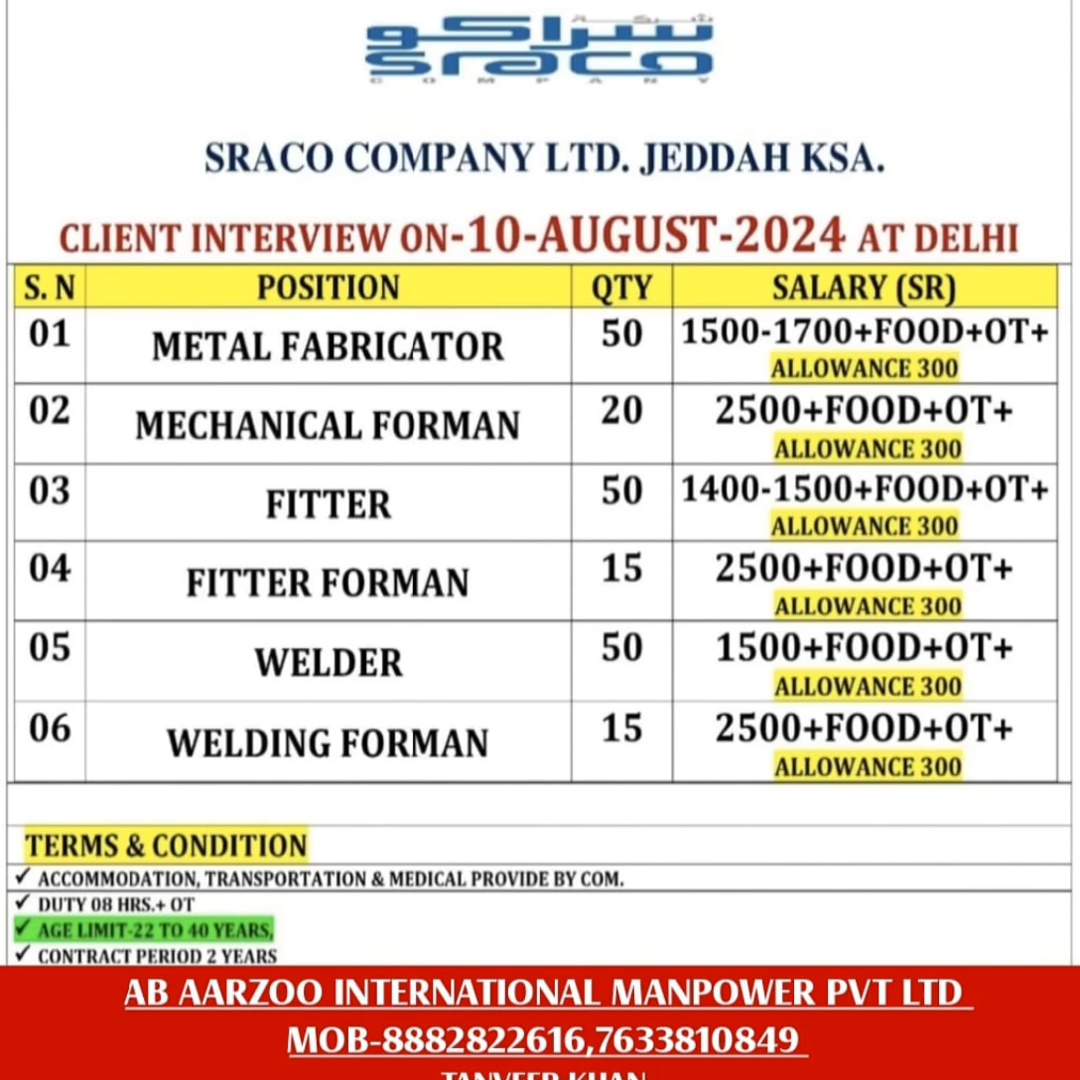 شركة
سراكو
sraco
COMPANY
SRACO COMPANY LTD. JEDDAH KSA.
CLIENT INTERVIEW ON-10-AUGUST-2024 AT DELHI
S. N POSITION QTY SALARY (SR)
01 METAL FABRICATOR 50 1500-1700+FOOD+OT+
ALLOWANCE 300
02 MECHANICAL FORMAN 20 2500+FOOD+OT+
ALLOWANCE 300
03 FITTER 50 1400-1500+FOOD+OT+
ALLOWANCE 300
04 FITTER FORMAN 15 2500+FOOD+OT+
ALLOWANCE 300
05 WELDER 50 1500+FOOD+OT+
ALLOWANCE 300
06 WELDING FORMAN 15 2500+FOOD+OT+
ALLOWANCE 300
TERMS & CONDITION
✓ ACCOMMODATION, TRANSPORTATION & MEDICAL PROVIDE BY COM.
✓ DUTY 08 HRS.+ OT
✓ AGE LIMIT-22 TO 40 YEARS,
✓ CONTRACT PERIOD 2 YEARS
AB AARZOO INTERNATIONAL MANPOWER PVT LTD
MOB-8882822616,7633810849
TANVEER KHAN